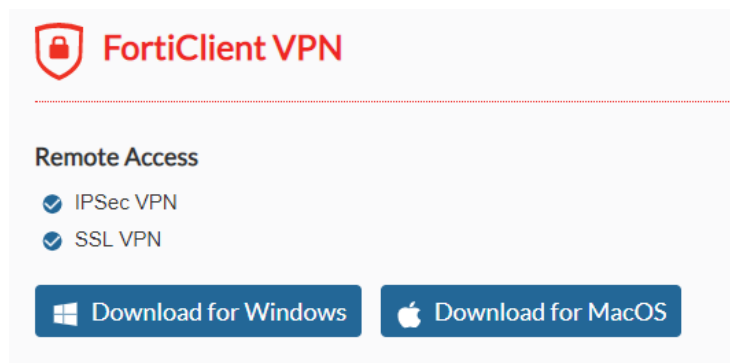 FortiClient VPN
Remote Access
IPSec VPN
SSL VPN
Download for Windows
Download for MacOS